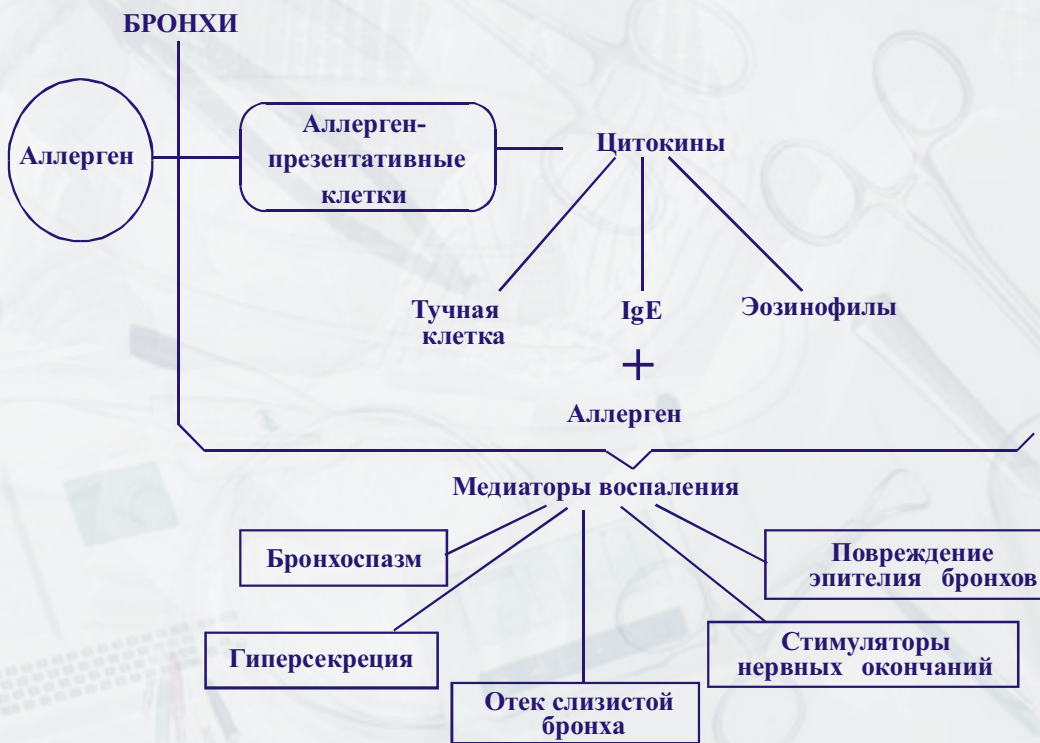 БРОНХИ
Аллерген
Аллерген-
презентативные
клетки
Цитокины
Тучная
клетка
IgE
Эозинофилы
+
Аллерген
Медиаторы воспаления
Бронхоспазм
Повреждение
эпителия бронхов
Гиперсекреция
Стимуляторы
нервных окончаний
Отек слизистой
бронха